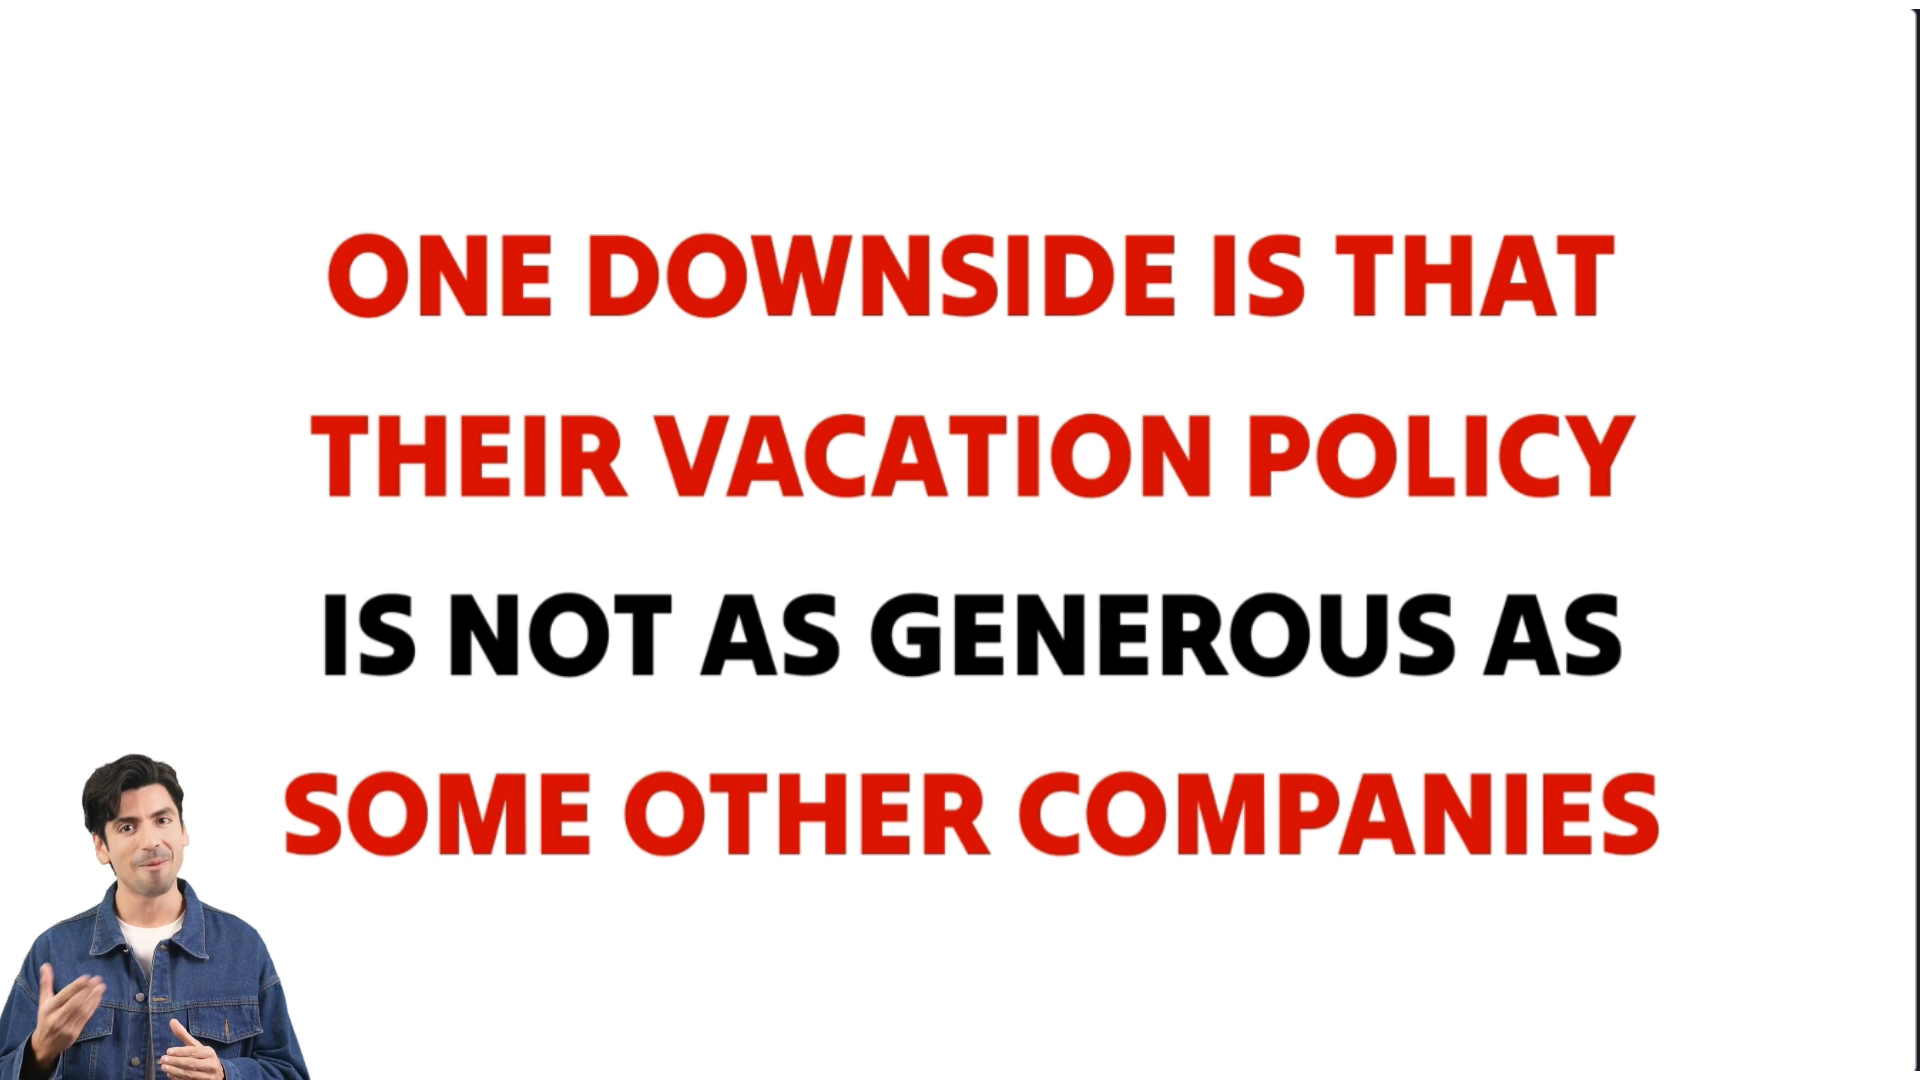 ONE DOWNSIDE IS THAT
THEIR VACATION POLICY
IS NOT AS GENEROUS AS
SOME OTHER COMPANIES